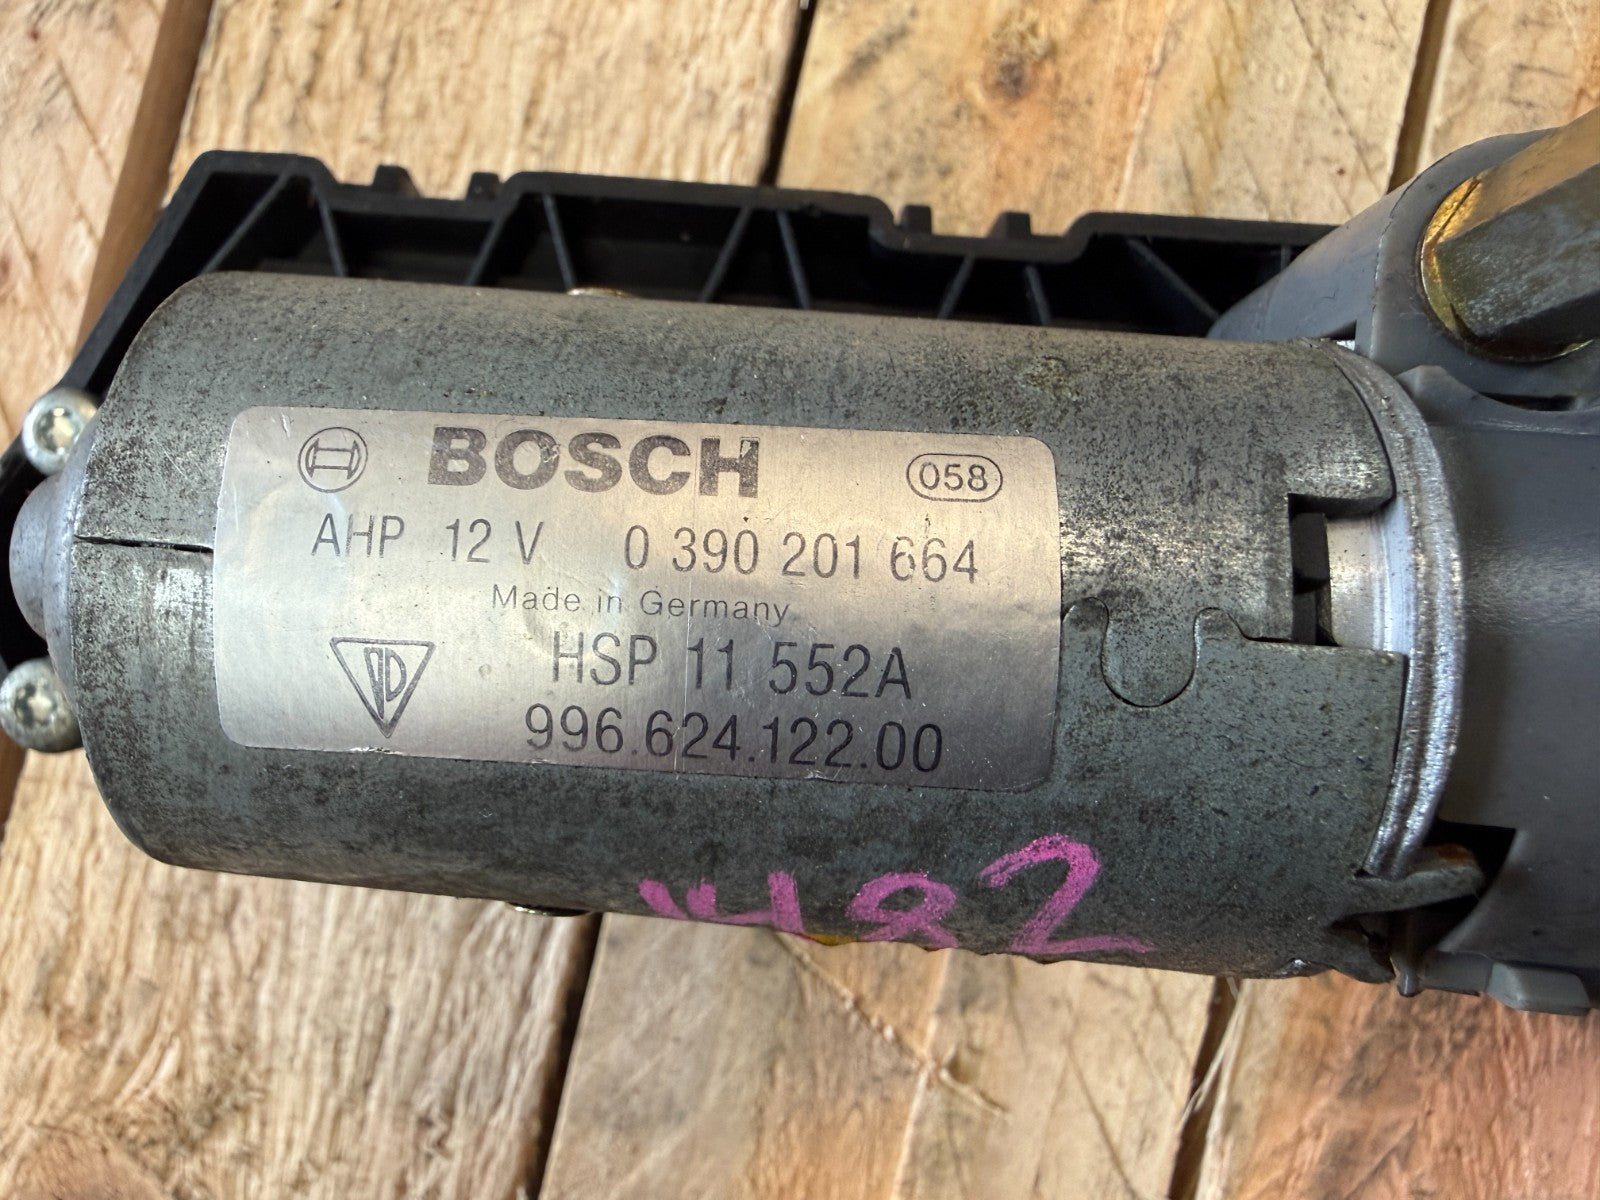 BOSCH 058
AHP 12 V 0 390 201 664
Made in Germany
HSP 11 552A
996.624.122.00
1482